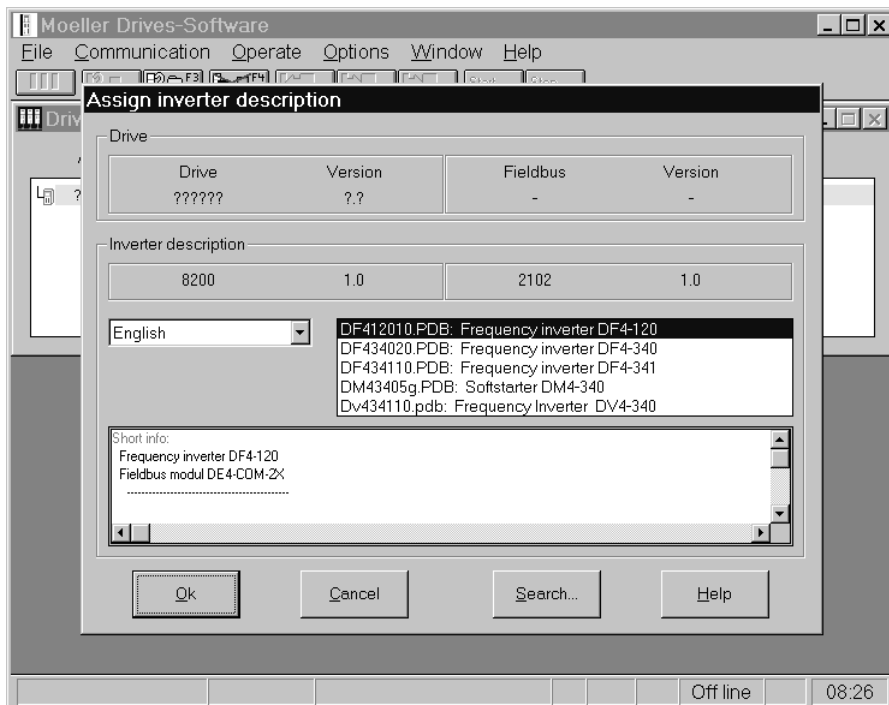 Moeller Drives-Software
File Communication Operate Options Window Help
F3 F4
Assign inverter description
Driv
Drive
Drive Version Fieldbus Version
?????? ?.? - -
?
Inverter description
8200 1.0 2102 1.0
English
DF412010.PDB: Frequency inverter DF4-120
DF434020.PDB: Frequency inverter DF4-340
DF434110.PDB: Frequency inverter DF4-341
DM43405g.PDB: Softstarter DM4-340
Dv434110.pdb: Frequency Inverter DV4-340
Short info:
Frequency inverter DF4-120
Fieldbus modul DE4-COM-2X
----------------------------------------
Ok Cancel Search... Help
Off line 08:26